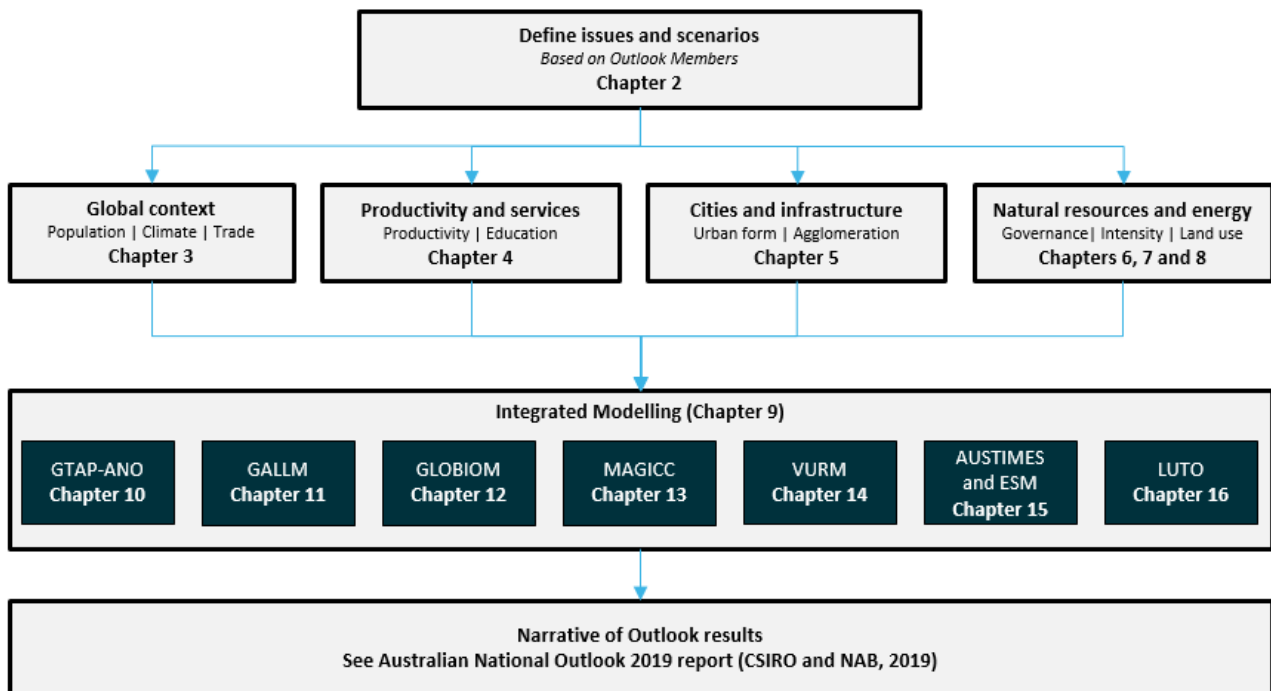 Define issues and scenarios
Based on Outlook Members
Chapter 2
Global context
Population | Climate | Trade
Chapter 3
Productivity and services
Productivity | Education
Chapter 4
Cities and infrastructure
Urban form | Agglomeration
Chapter 5
Natural resources and energy
Governance| Intensity | Land use
Chapters 6, 7 and 8
Integrated Modelling (Chapter 9)
GTAP-ANO
Chapter 10
GALLM
Chapter 11
GLOBIOM
Chapter 12
MAGICC
Chapter 13
VURM
Chapter 14
AUSTIMES
and ESM
Chapter 15
LUTO
Chapter 16
Narrative of Outlook results
See Australian National Outlook 2019 report (CSIRO and NAB, 2019)